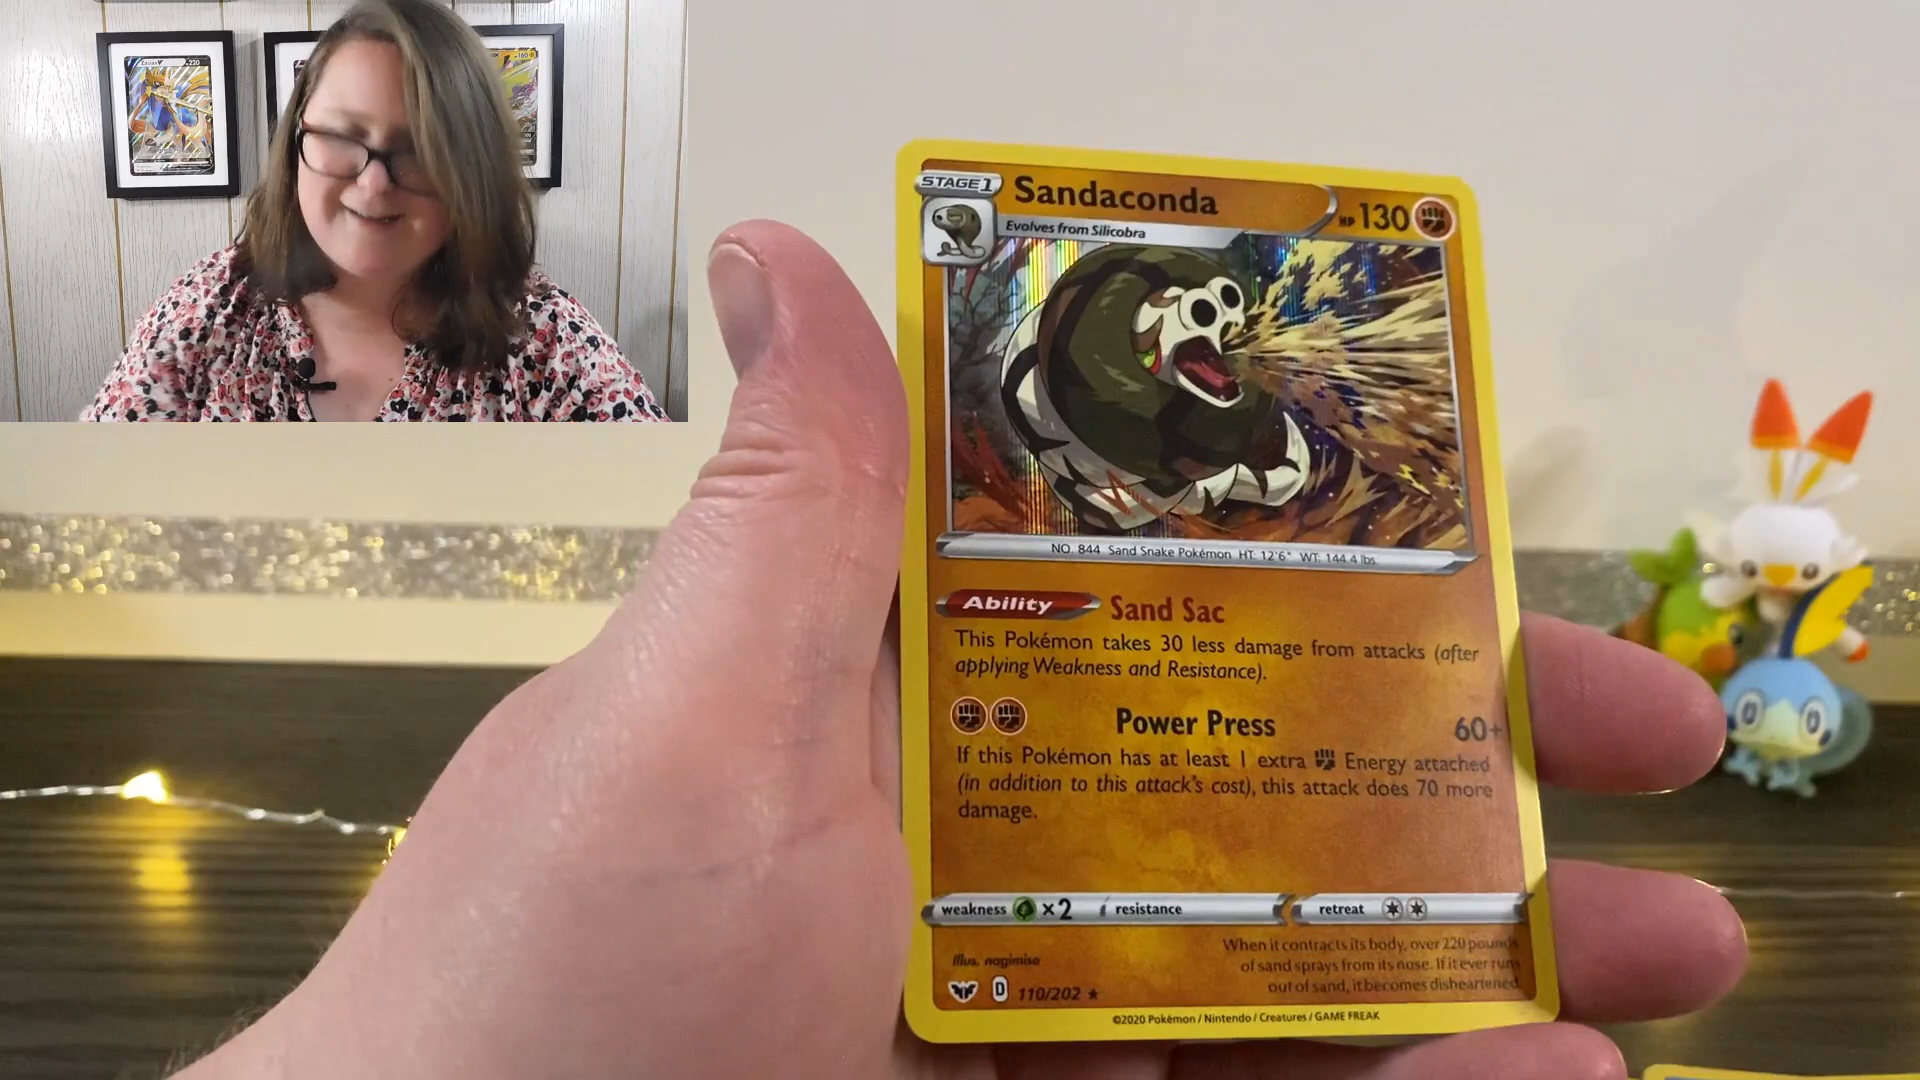 Zacian V 220
160
STAGE 1
Sandaconda
HP 130
Evolves from Silicobra
NO. 844 Sand Snake Pokémon HT: 12'6" WT: 144.4 lbs.
Ability Sand Sac
This Pokémon takes 30 less damage from attacks (after
applying Weakness and Resistance).
Power Press 60+
If this Pokémon has at least 1 extra Energy attached
(in addition to this attack's cost), this attack does 70 more
damage.
weakness ×2 resistance retreat
When it contracts its body, over 220 pounds
of sand sprays from its nose. If it ever runs
out of sand, it becomes disheartened.
Illus. nagimiso
D 110/202 ★
©2020 Pokémon / Nintendo / Creatures / GAME FREAK